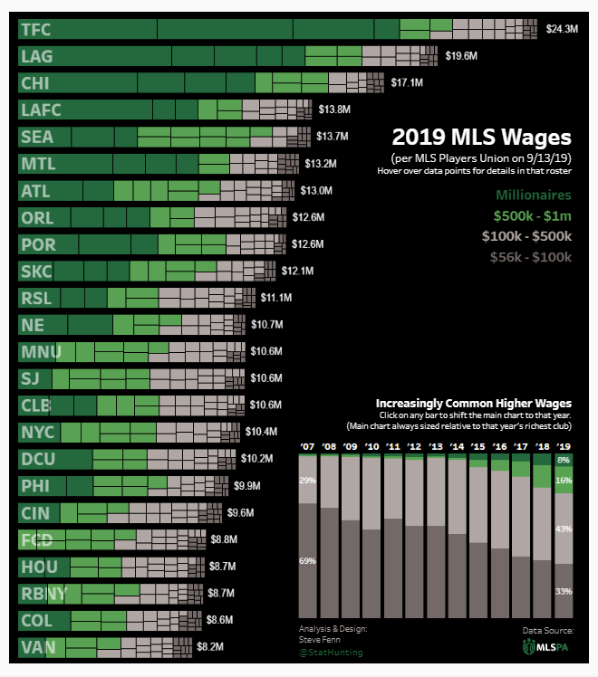 TFC $24.3M
LAG $19.6M
CHI $17.1M
LAFC $13.8M
SEA $13.7M
MTL $13.2M
ATL $13.0M
ORL $12.6M
POR $12.6M
SKC $12.1M
RSL $11.1M
NE $10.7M
MNU $10.6M
SJ $10.6M
CLB $10.6M
NYC $10.4M
DCU $10.2M
PHI $9.9M
CIN $9.6M
FCD $8.8M
HOU $8.7M
RBNY $8.7M
COL $8.6M
VAN $8.2M
2019 MLS Wages
(per MLS Players Union on 9/13/19)
Hover over data points for details in that roster
Millionaires
$500k - $1m
$100k - $500k
$56k - $100k
Increasingly Common Higher Wages
Click on any bar to shift the main chart to that year.
(Main chart always sized relative to that year's richest club)
'07 '08 '09 '10 '11 '12 '13 '14 '15 '16 '17 '18 '19
8%
29% 16%
43%
69%
33%
Analysis & Design:
Steve Fenn
@StatHunting
Data Source:
MLSPA